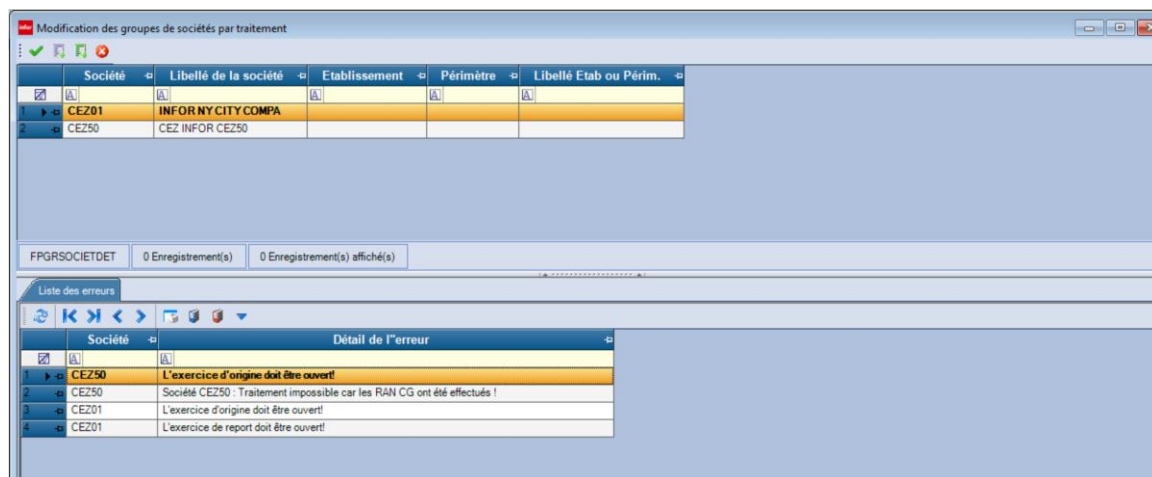 infor Modification des groupes de sociétés par traitement
Société Libellé de la société Etablissement Périmètre Libellé Etab ou Périm.
A A A A A
1 CEZ01 INFOR NY CITY COMPA
2 CEZ50 CEZ INFOR CEZ50
FPGRSOCIETDET 0 Enregistrement(s) 0 Enregistrement(s) affiché(s)
Liste des erreurs
Société Détail de l''erreur
A A
1 CEZ50 L'exercice d'origine doit être ouvert!
2 CEZ50 Société CEZ50 : Traitement impossible car les RAN CG ont été effectués !
3 CEZ01 L'exercice d'origine doit être ouvert!
4 CEZ01 L'exercice de report doit être ouvert!